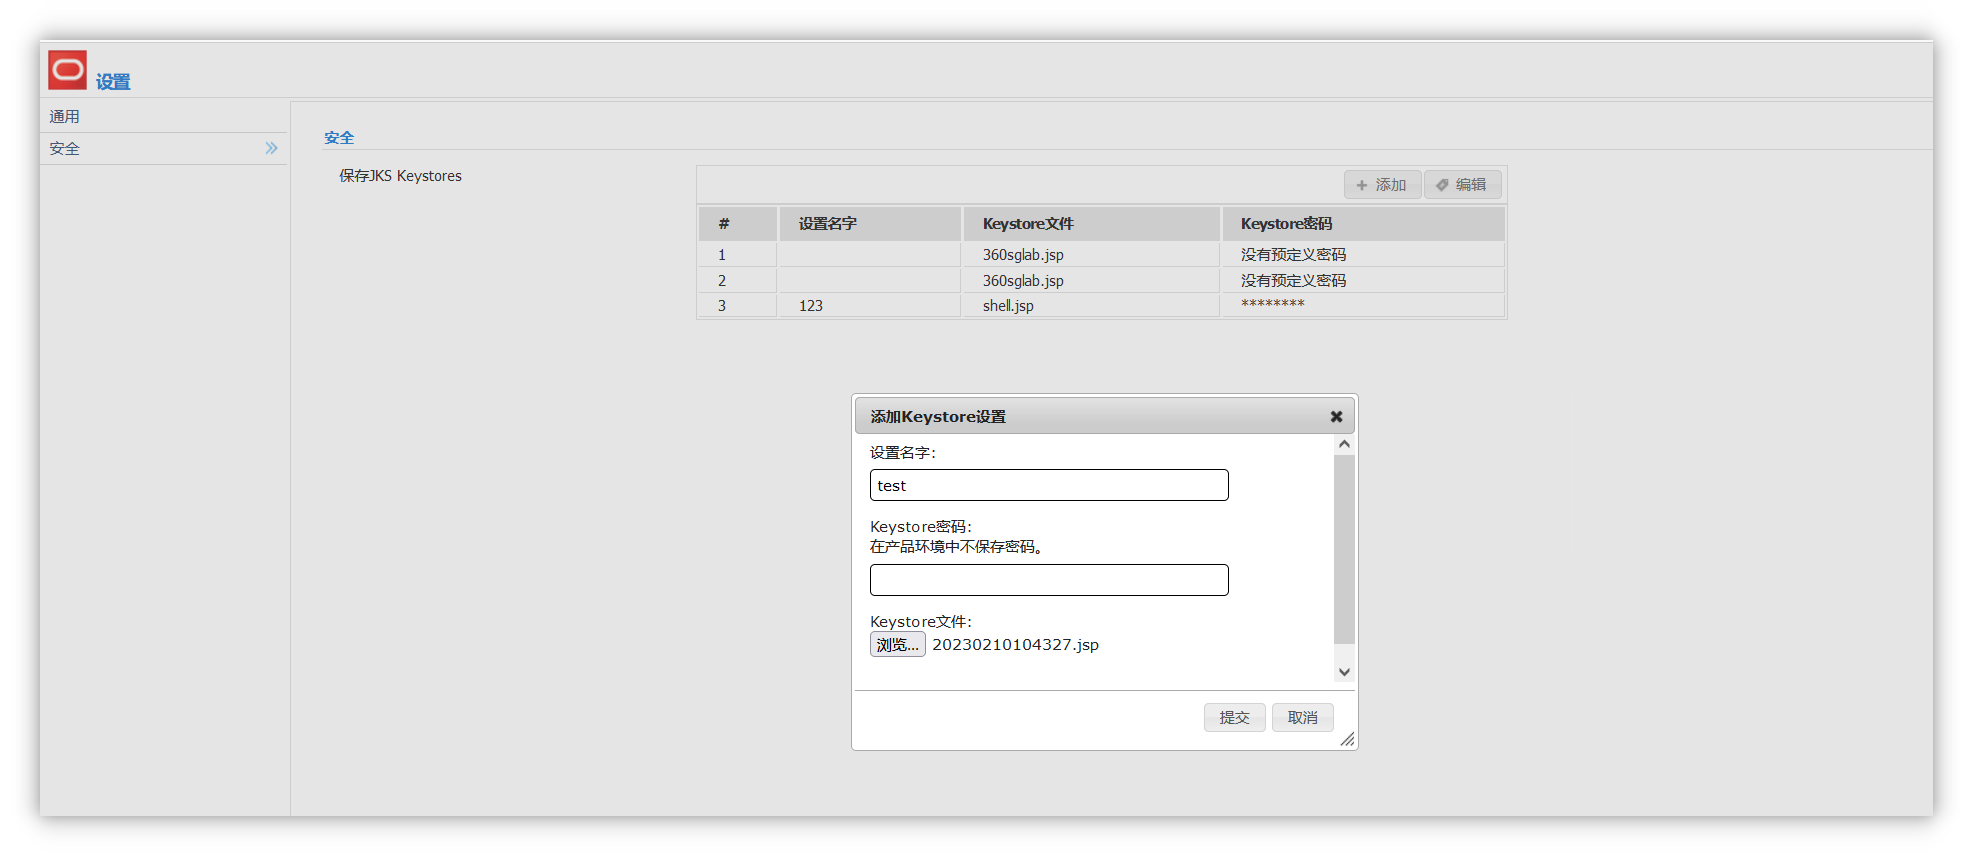 设置
通用
安全
安全
保存JKS Keystores
添加 编辑
# 设置名字 Keystore文件 Keystore密码
1 360sglab.jsp 没有预定义密码
2 360sglab.jsp 没有预定义密码
3 123 shell.jsp ********
添加Keystore设置
设置名字:
test
Keystore密码:
在产品环境中不保存密码。
Keystore文件:
浏览... 20230210104327.jsp
提交 取消